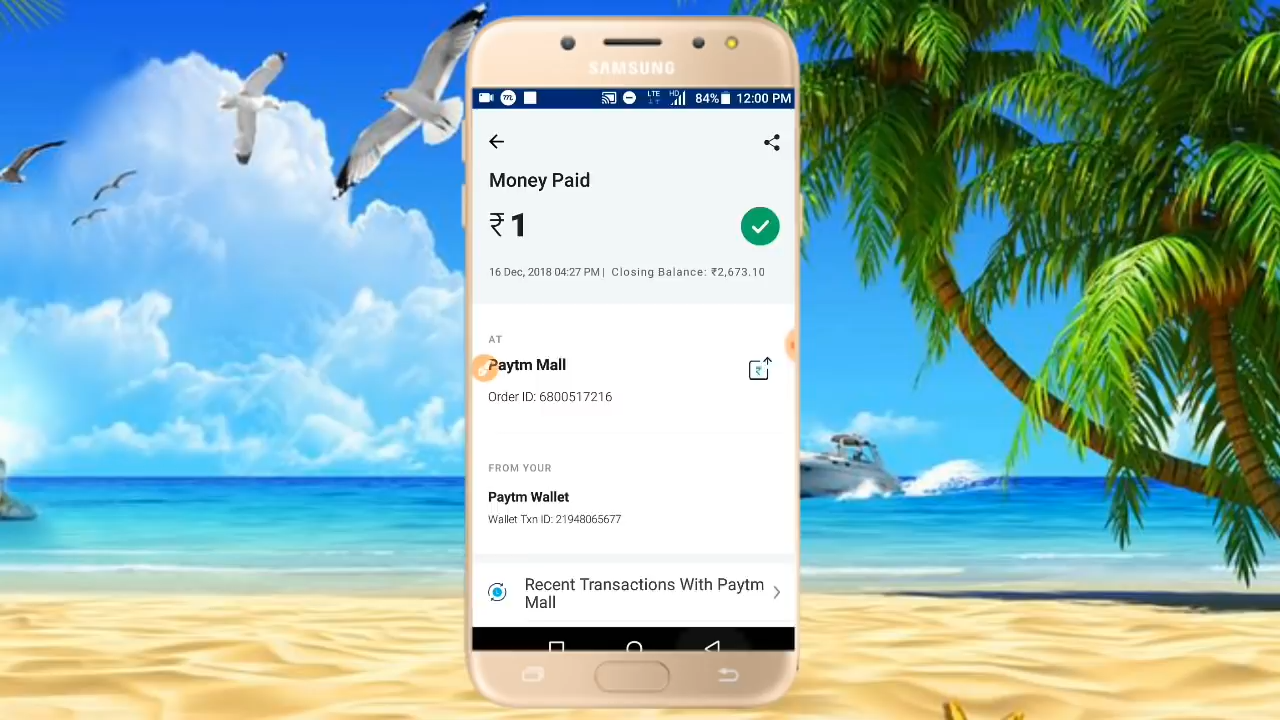 SAMSUNG
LTE HD 84% 12:00 PM
Money Paid
₹1
16 Dec, 2018 04:27 PM | Closing Balance: ₹2,673.10
AT
Paytm Mall
Order ID: 6800517216
FROM YOUR
Paytm Wallet
Wallet Txn ID: 21948065677
Recent Transactions With Paytm
Mall